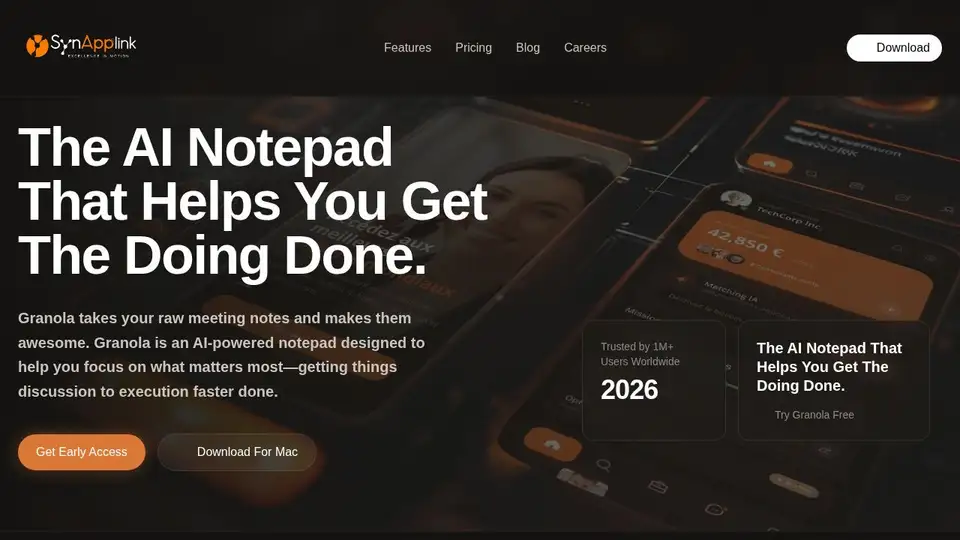 SynApplink
EXCELLENCE IN MOTION
Features
Pricing
Blog
Careers
Download
The AI Notepad
That Helps You Get
The Doing Done.
Granola takes your raw meeting notes and makes them
awesome. Granola is an AI-powered notepad designed to
help you focus on what matters most—getting things
discussion to execution faster done.
Get Early Access
Download For Mac
TechCorp Inc.
42,850 €
Matching IA
Trusted by 1M+
Users Worldwide
2026
The AI Notepad That
Helps You Get The
Doing Done.
Try Granola Free